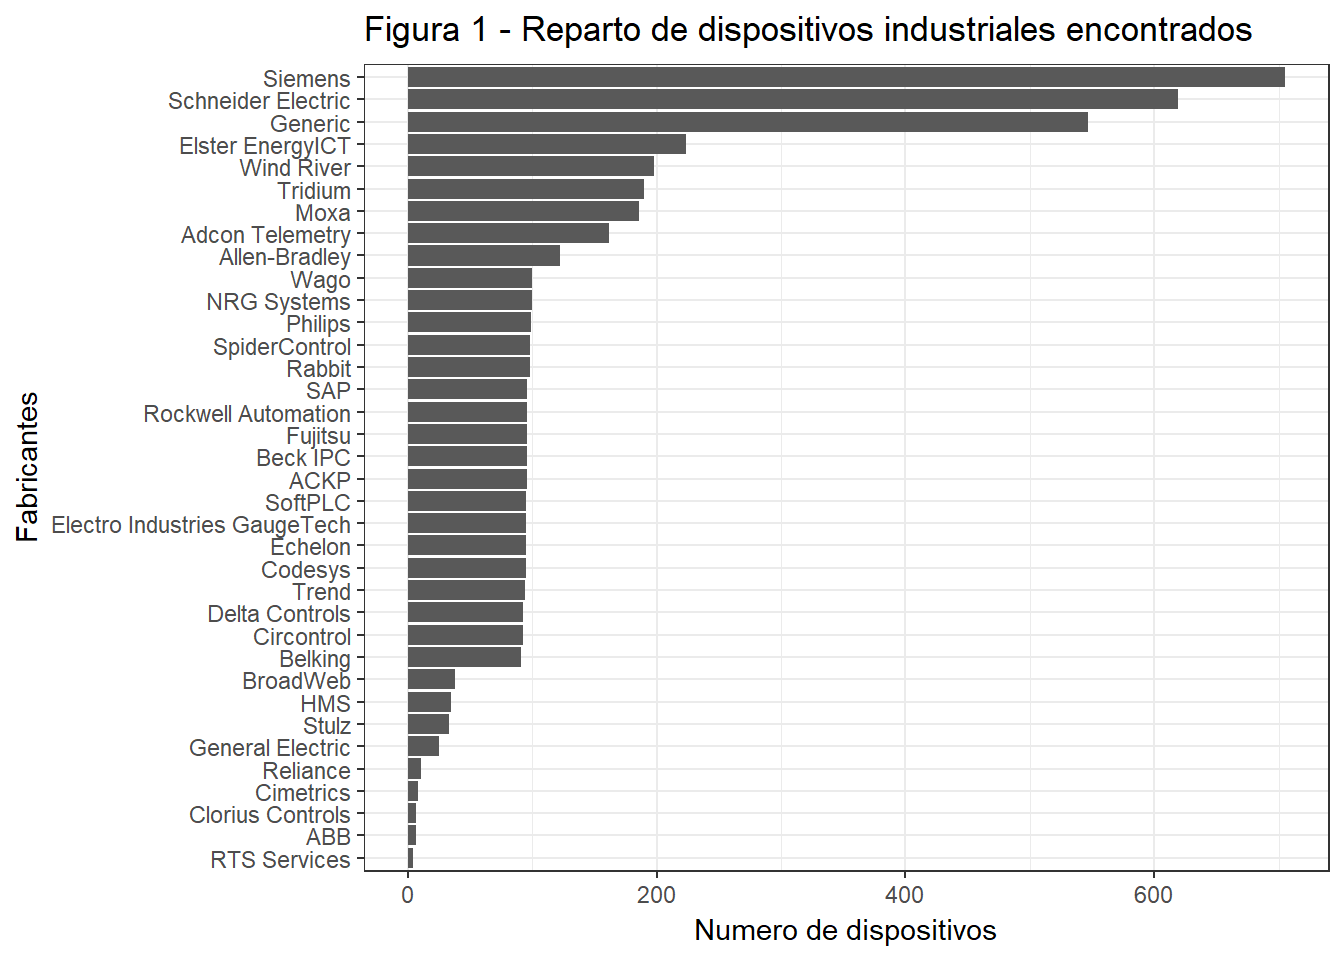 Figura 1 - Reparto de dispositivos industriales encontrados
Fabricantes
Siemens
Schneider Electric
Generic
Elster EnergyICT
Wind River
Tridium
Moxa
Adcon Telemetry
Allen-Bradley
Wago
NRG Systems
Philips
SpiderControl
Rabbit
SAP
Rockwell Automation
Fujitsu
Beck IPC
ACKP
SoftPLC
Electro Industries GaugeTech
Echelon
Codesys
Trend
Delta Controls
Circontrol
Belking
BroadWeb
HMS
Stulz
General Electric
Reliance
Cimetrics
Clorius Controls
ABB
RTS Services
0 200 400 600
Numero de dispositivos